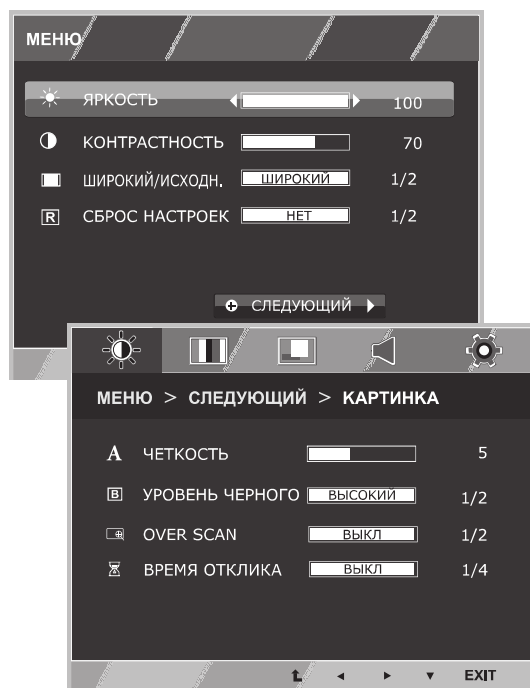 МЕНЮ
ЯРКОСТЬ 100
КОНТРАСТНОСТЬ 70
ШИРОКИЙ/ИСХОДН. ШИРОКИЙ 1/2
R СБРОС НАСТРОЕК НЕТ 1/2
СЛЕДУЮЩИЙ
МЕНЮ > СЛЕДУЮЩИЙ > КАРТИНКА
A ЧЕТКОСТЬ 5
B УРОВЕНЬ ЧЕРНОГО ВЫСОКИЙ 1/2
OVER SCAN ВЫКЛ 1/2
ВРЕМЯ ОТКЛИКА ВЫКЛ 1/4
EXIT